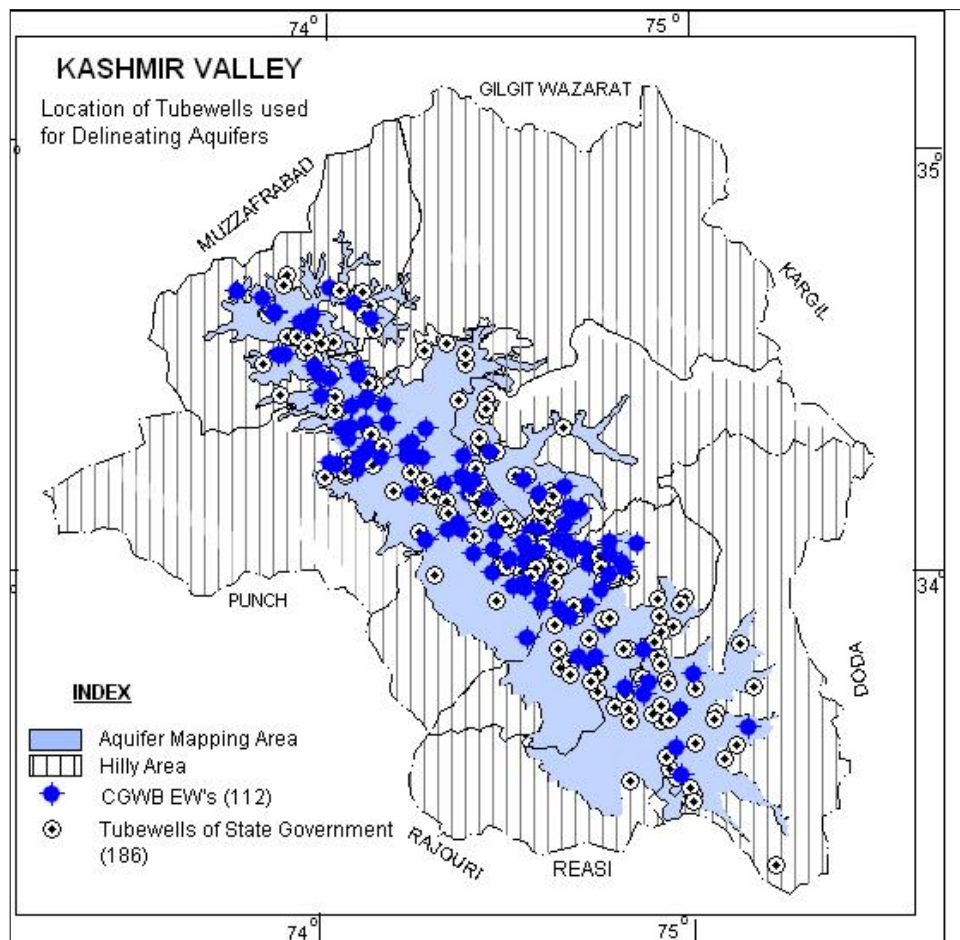 74° 75°
KASHMIR VALLEY
Location of Tubewells used
for Delineating Aquifers
GILGIT WAZARAT
35°
MUZZAFRABAD
KARGIL
34°
PUNCH
DODA
INDEX
Aquifer Mapping Area
Hilly Area
CGWB EW's (112)
Tubewells of State Government
(186)
RAJOURI
REASI
74° 75°